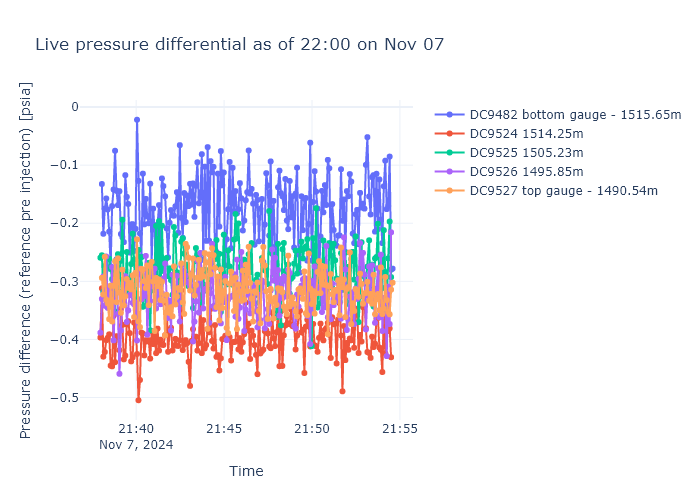 Live pressure differential as of 22:00 on Nov 07
Pressure difference (reference pre injection) [psia]
0
−0.1
−0.2
−0.3
−0.4
−0.5
21:40
Nov 7, 2024
21:45
21:50
21:55
Time
DC9482 bottom gauge - 1515.65m
DC9524 1514.25m
DC9525 1505.23m
DC9526 1495.85m
DC9527 top gauge - 1490.54m